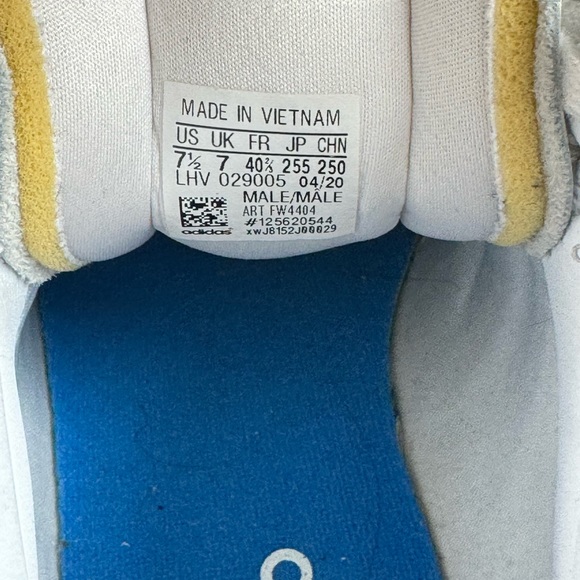 MADE IN VIETNAM
US UK FR JP CHN
7½ 7 40⅔ 255 250
LHV 029005 04/20
MALE/MÂLE
ART FW4404
#125620544
adidas xWJ8152J00029